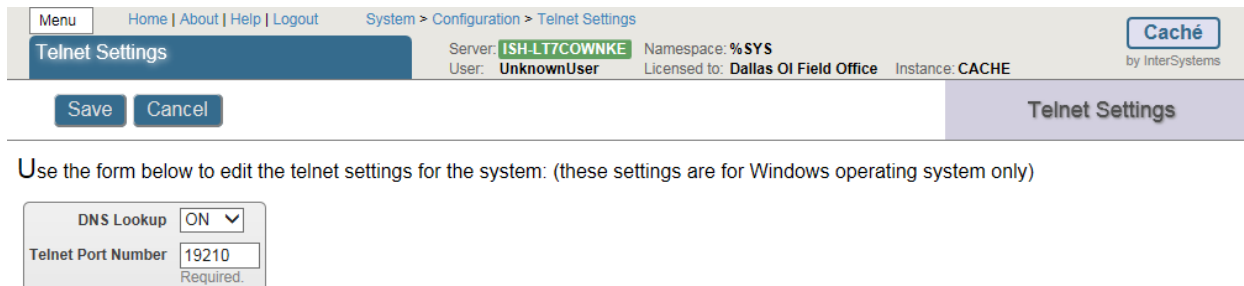 Menu Home | About | Help | Logout System > Configuration > Telnet Settings
Telnet Settings
Server: ISH-LT7COWNKE Namespace: %SYS
User: UnknownUser Licensed to: Dallas OI Field Office Instance: CACHE
Caché
by InterSystems
Save Cancel
Telnet Settings
Use the form below to edit the telnet settings for the system: (these settings are for Windows operating system only)
DNS Lookup ON
Telnet Port Number 19210
Required.